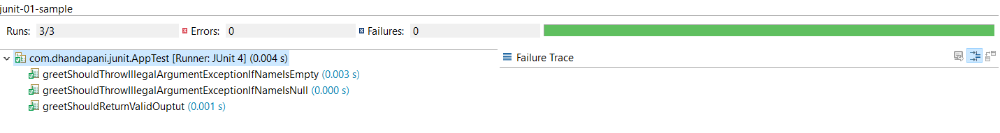 junit-01-sample
Runs: 3/3 Errors: 0 Failures: 0
com.dhandapani.junit.AppTest [Runner: JUnit 4] (0.004 s)
Failure Trace
greetShouldThrowIllegalArgumentExceptionIfNameIsEmpty (0.003 s)
greetShouldThrowIllegalArgumentExceptionIfNameIsNull (0.000 s)
greetShouldReturnValidOuptut (0.001 s)